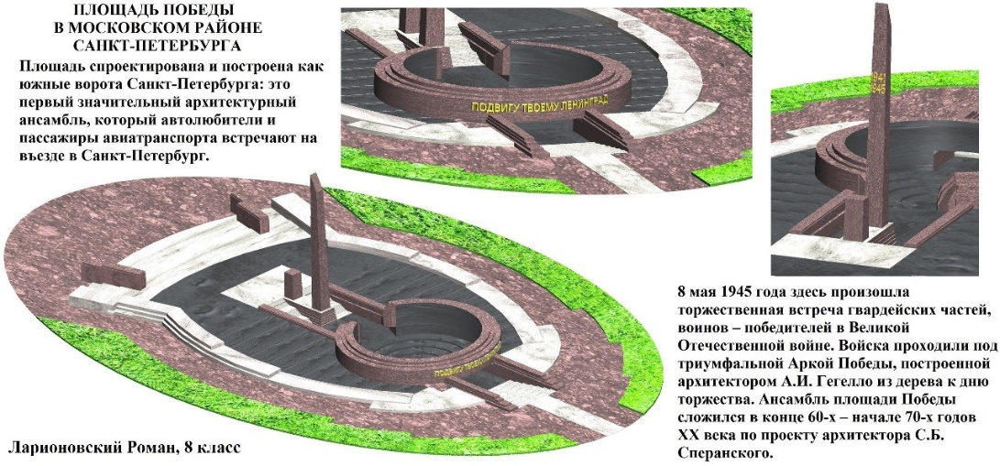 ПЛОЩАДЬ ПОБЕДЫ
В МОСКОВСКОМ РАЙОНЕ
САНКТ-ПЕТЕРБУРГА
Площадь спроектирована и построена как
южные ворота Санкт-Петербурга: это
первый значительный архитектурный
ансамбль, который автолюбители и
пассажиры авиатранспорта встречают на
въезде в Санкт-Петербург.
ПОДВИГУ ТВОЕМУ ЛЕНИНГРАД
1941
1945
ПОДВИГУ
8 мая 1945 года здесь произошла
торжественная встреча гвардейских частей,
воинов – победителей в Великой
Отечественной войне. Войска проходили под
триумфальной Аркой Победы, построенной
архитектором А.И. Гегелло из дерева к дню
торжества. Ансамбль площади Победы
сложился в конце 60-х – начале 70-х годов
XX века по проекту архитектора С.Б.
Сперанского.
Ларионовский Роман, 8 класс